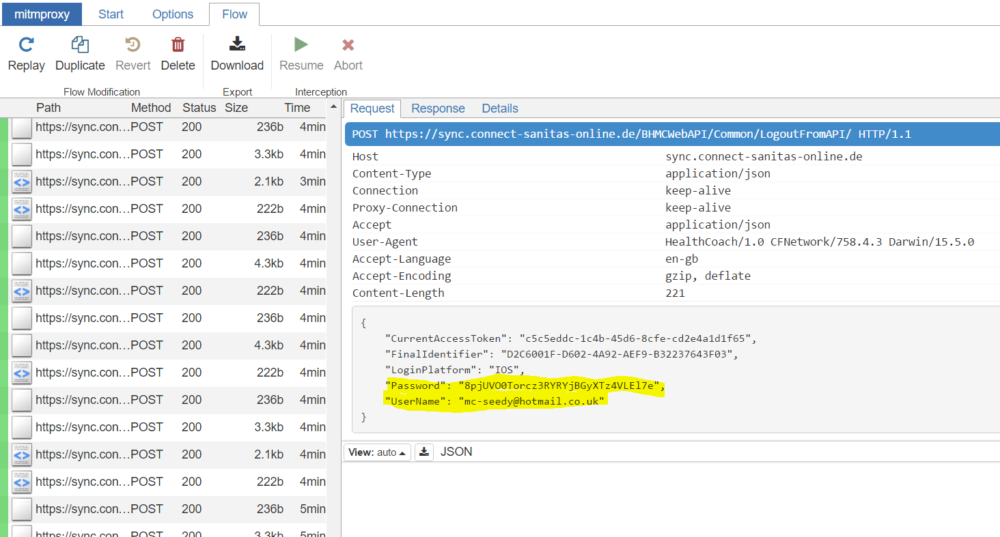 mitmproxy Start Options Flow
Replay Duplicate Revert Delete Download Resume Abort
Flow Modification Export Interception
Path Method Status Size Time
https://sync.con... POST 200 236b 4min
https://sync.con... POST 200 3.3kb 4min
https://sync.con... POST 200 2.1kb 3min
https://sync.con... POST 200 222b 4min
https://sync.con... POST 200 236b 4min
https://sync.con... POST 200 4.3kb 4min
https://sync.con... POST 200 222b 4min
https://sync.con... POST 200 236b 4min
https://sync.con... POST 200 4.3kb 4min
https://sync.con... POST 200 222b 4min
https://sync.con... POST 200 236b 4min
https://sync.con... POST 200 3.3kb 4min
https://sync.con... POST 200 2.1kb 4min
https://sync.con... POST 200 222b 4min
https://sync.con... POST 200 236b 5min
https://sync.con... POST 200 3.3kb 5min
Request Response Details
POST https://sync.connect-sanitas-online.de/BHMCWebAPI/Common/LogoutFromAPI/ HTTP/1.1
Host sync.connect-sanitas-online.de
Content-Type application/json
Connection keep-alive
Proxy-Connection keep-alive
Accept application/json
User-Agent HealthCoach/1.0 CFNetwork/758.4.3 Darwin/15.5.0
Accept-Language en-gb
Accept-Encoding gzip, deflate
Content-Length 221
{
"CurrentAccessToken": "c5c5eddc-1c4b-45d6-8cfe-cd2e4a1d1f65",
"FinalIdentifier": "D2C6001F-D602-4A92-AEF9-B32237643F03",
"LoginPlatform": "IOS",
"Password": "8pjUVO0Torcz3RYRYjBGyXTz4VLEl7e",
"UserName": "mc-seedy@hotmail.co.uk"
}
View: auto JSON